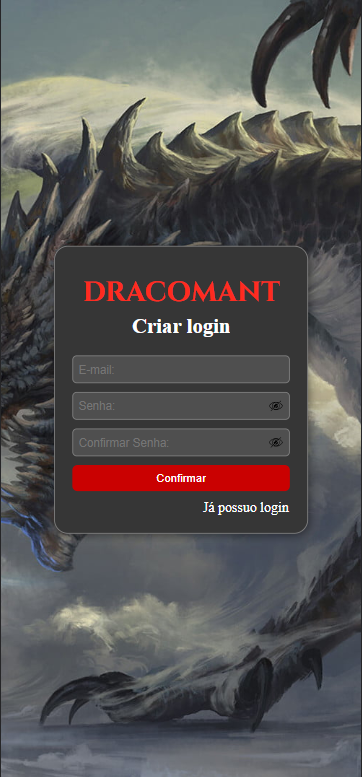 DRACOMANT
Criar login
E-mail:
Senha:
Confirmar Senha:
Confirmar
Já possuo login